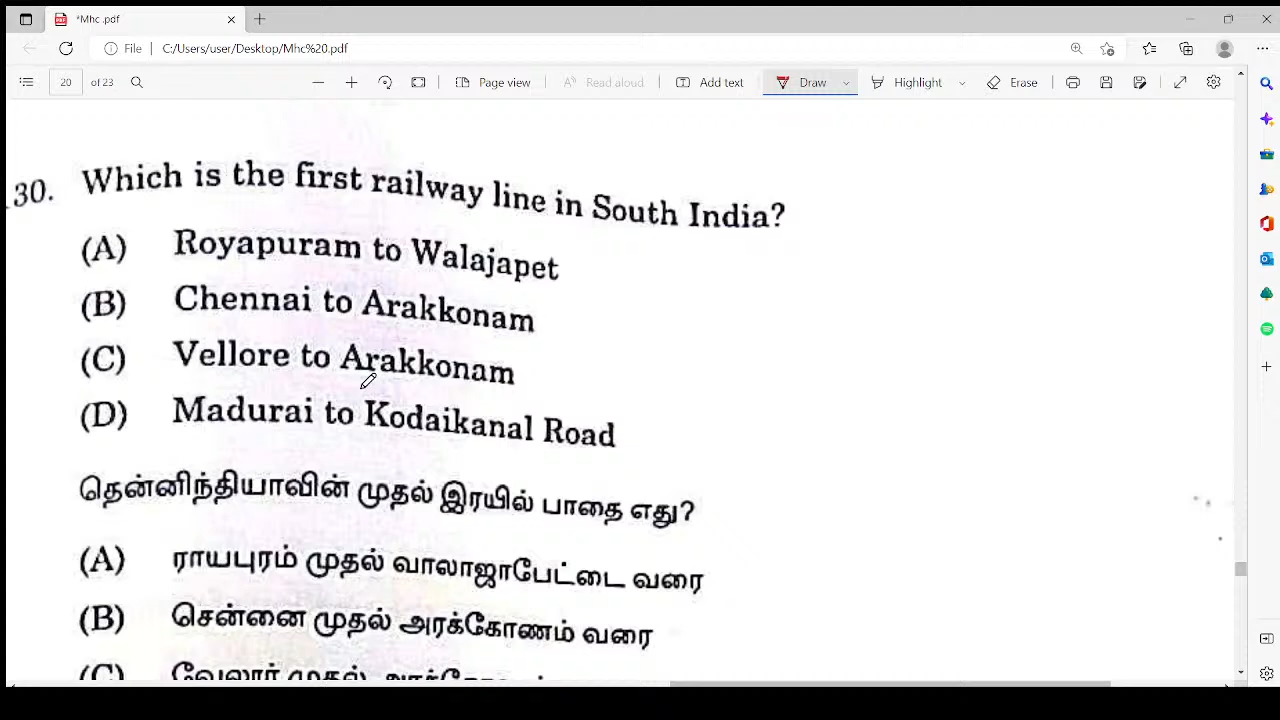 *Mhc .pdf
File | C:/Users/user/Desktop/Mhc%20.pdf
20 of 23 Page view Read aloud Add text Draw Highlight Erase
30. Which is the first railway line in South India?
(A) Royapuram to Walajapet
(B) Chennai to Arakkonam
(C) Vellore to Arakkonam
(D) Madurai to Kodaikanal Road
தென்னிந்தியாவின் முதல் இரயில் பாதை எது?
(A) ராயபுரம் முதல் வாலாஜாபேட்டை வரை
(B) சென்னை முதல் அரக்கோணம் வரை
(C) வேலூர் முதல்